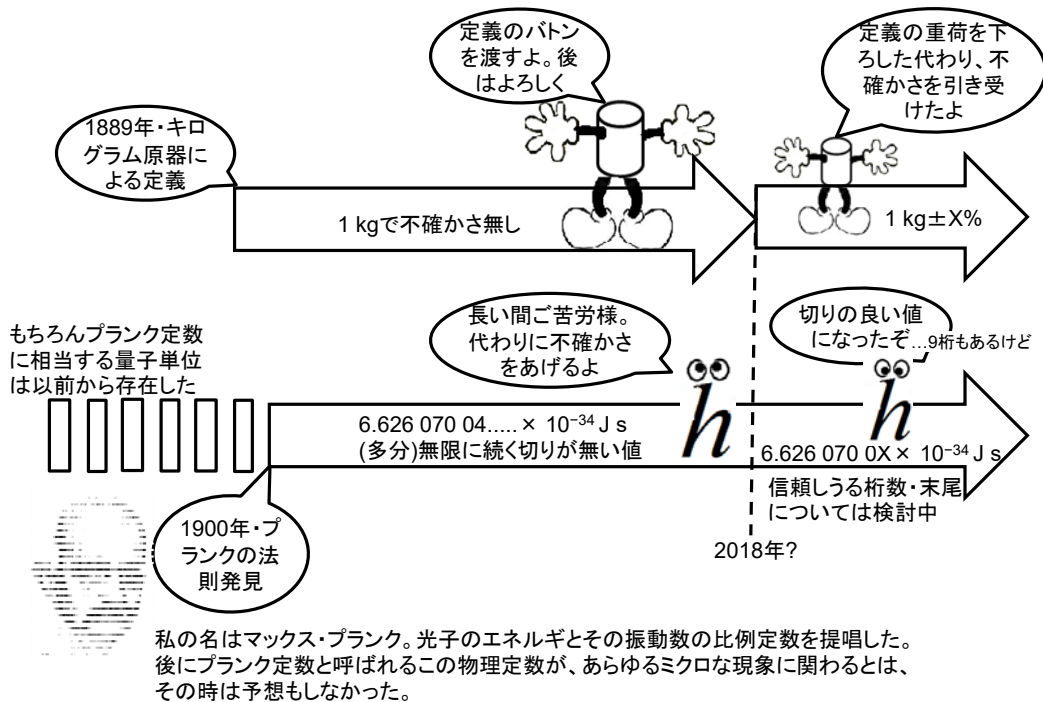 定義のバトン
を渡すよ。後
はよろしく
定義の重荷を下
ろした代わり、不
確かさを引き受
けたよ
1889年・キロ
グラム原器に
よる定義
1 kgで不確かさ無し
1 kg±X%
もちろんプランク定数
に相当する量子単位
は以前から存在した
長い間ご苦労様。
代わりに不確かさ
をあげるよ
切りの良い値
になったぞ…9桁もあるけど
h
h
6.626 070 04..... × 10⁻³⁴ J s
(多分)無限に続く切りが無い値
6.626 070 0X × 10⁻³⁴ J s
信頼しうる桁数・末尾
については検討中
1900年・プ
ランクの法
則発見
2018年?
私の名はマックス・プランク。光子のエネルギとその振動数の比例定数を提唱した。
後にプランク定数と呼ばれるこの物理定数が、あらゆるミクロな現象に関わるとは、
その時は予想もしなかった。